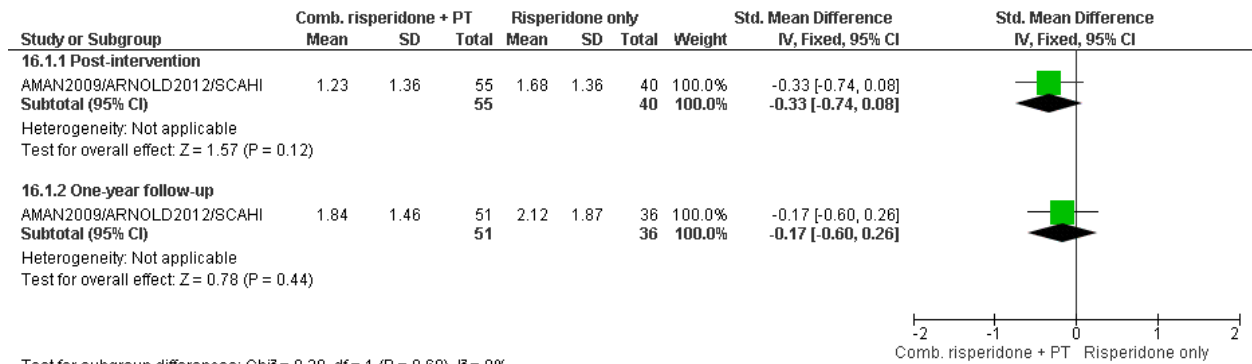 Comb. risperidone + PT Risperidone only Std. Mean Difference Std. Mean Difference
Study or Subgroup Mean SD Total Mean SD Total Weight IV, Fixed, 95% CI IV, Fixed, 95% CI
16.1.1 Post-intervention
AMAN2009/ARNOLD2012/SCAHI 1.23 1.36 55 1.68 1.36 40 100.0% -0.33 [-0.74, 0.08]
Subtotal (95% CI) 55 40 100.0% -0.33 [-0.74, 0.08]
Heterogeneity: Not applicable
Test for overall effect: Z = 1.57 (P = 0.12)
16.1.2 One-year follow-up
AMAN2009/ARNOLD2012/SCAHI 1.84 1.46 51 2.12 1.87 36 100.0% -0.17 [-0.60, 0.26]
Subtotal (95% CI) 51 36 100.0% -0.17 [-0.60, 0.26]
Heterogeneity: Not applicable
Test for overall effect: Z = 0.78 (P = 0.44)
-2 -1 0 1 2
Comb. risperidone + PT Risperidone only
Test for subgroup differences: